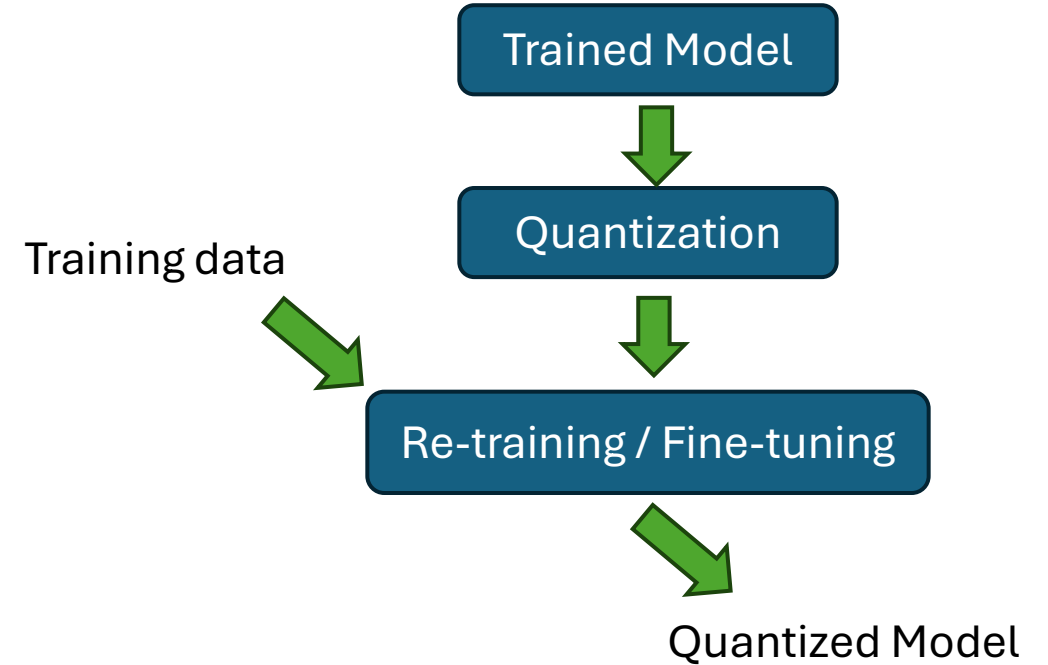 Trained Model
Quantization
Training data
Re-training / Fine-tuning
Quantized Model